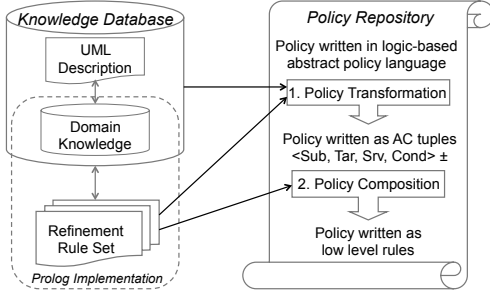 Knowledge Database
UML
Description
Domain
Knowledge
Refinement
Rule Set
Prolog Implementation
Policy Repository
Policy written in logic-based
abstract policy language
1. Policy Transformation
Policy written as AC tuples
<Sub, Tar, Srv, Cond> ±
2. Policy Composition
Policy written as
low level rules